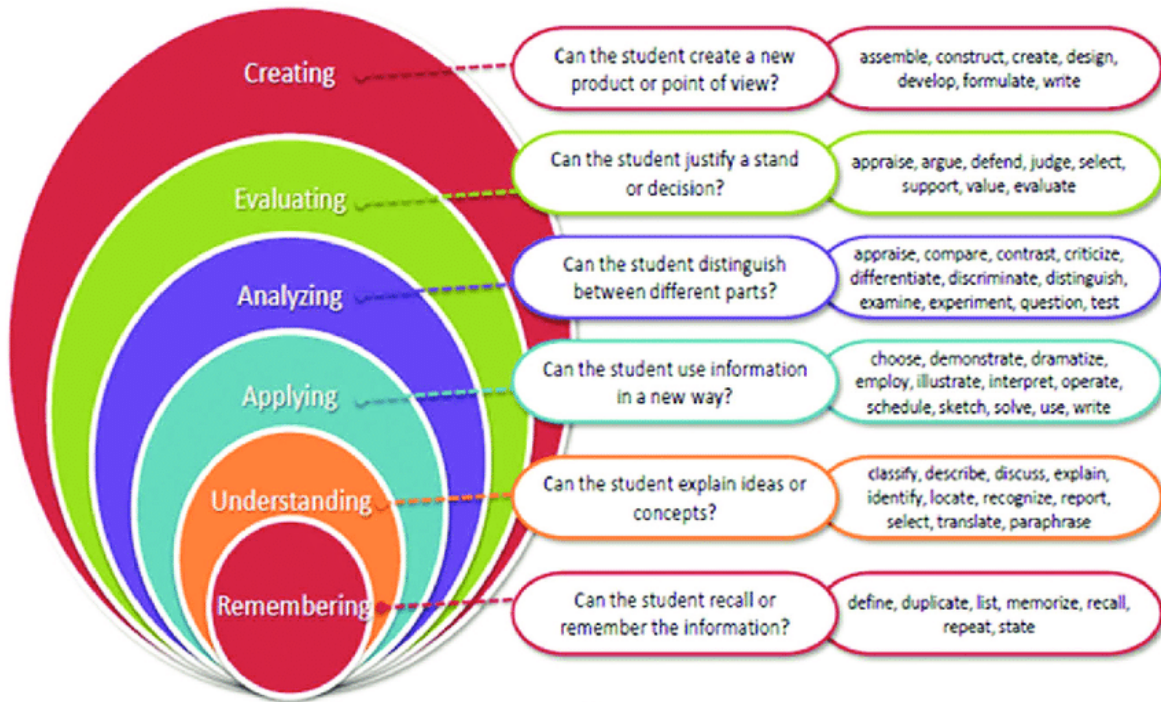 Creating
Can the student create a new
product or point of view?
assemble, construct, create, design,
develop, formulate, write
Evaluating
Can the student justify a stand
or decision?
appraise, argue, defend, judge, select,
support, value, evaluate
Analyzing
Can the student distinguish
between different parts?
appraise, compare, contrast, criticize,
differentiate, discriminate, distinguish,
examine, experiment, question, test
Applying
Can the student use information
in a new way?
choose, demonstrate, dramatize,
employ, illustrate, interpret, operate,
schedule, sketch, solve, use, write
Understanding
Can the student explain ideas or
concepts?
classify, describe, discuss, explain,
identify, locate, recognize, report,
select, translate, paraphrase
Remembering
Can the student recall or
remember the information?
define, duplicate, list, memorize, recall,
repeat, state